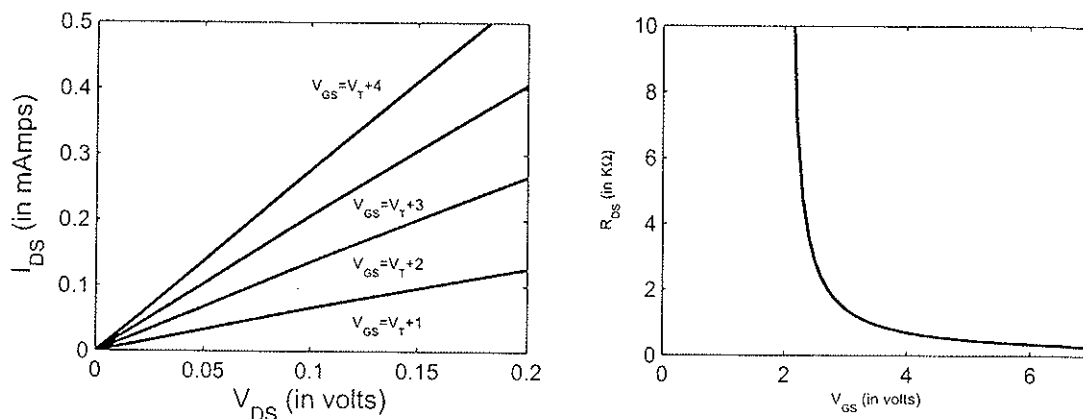 0.5
0.4
0.3
0.2
0.1
0
I_DS (in mAmps)
V_GS=V_T+4
V_GS=V_T+3
V_GS=V_T+2
V_GS=V_T+1
0 0.05 0.1 0.15 0.2
V_DS (in volts)
10
8
6
4
2
0
R_DS (in KΩ)
0 2 4 6
V_GS (in volts)